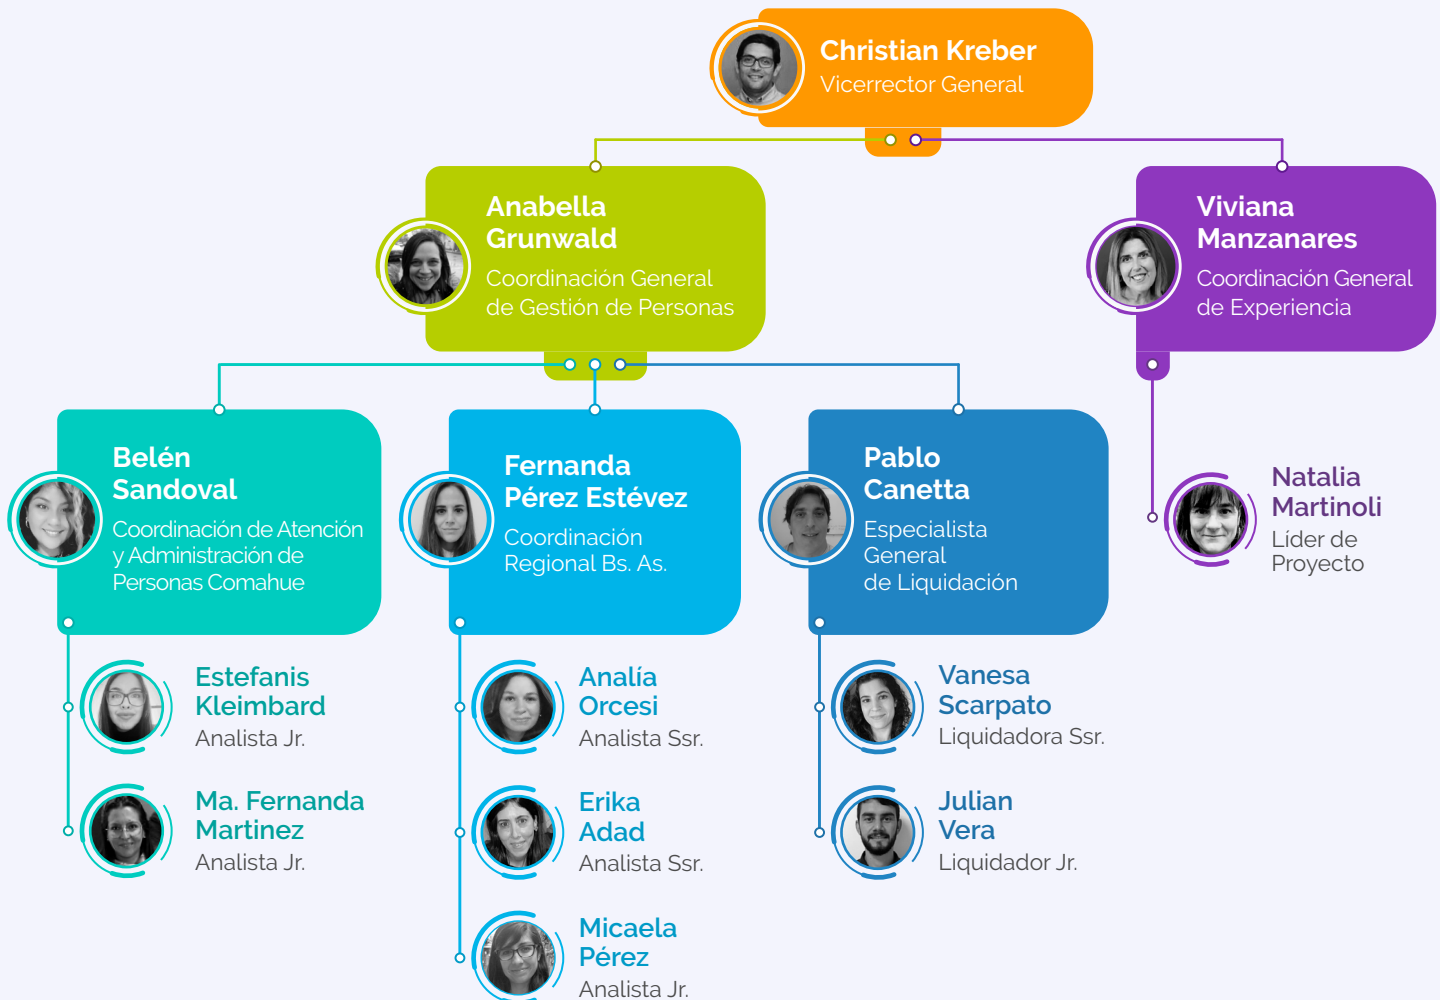 Christian Kreber
Vicerrector General
Anabella
Grunwald
Coordinación General
de Gestión de Personas
Viviana
Manzanares
Coordinación General
de Experiencia
Belén
Sandoval
Coordinación de Atención
y Administración de
Personas Comahue
Fernanda
Pérez Estévez
Coordinación
Regional Bs. As.
Pablo
Canetta
Especialista
General
de Liquidación
Natalia
Martinoli
Líder de
Proyecto
Estefanis
Kleimbard
Analista Jr.
Ma. Fernanda
Martinez
Analista Jr.
Analía
Orcesi
Analista Ssr.
Erika
Adad
Analista Ssr.
Micaela
Pérez
Analista Jr.
Vanesa
Scarpato
Liquidadora Ssr.
Julian
Vera
Liquidador Jr.